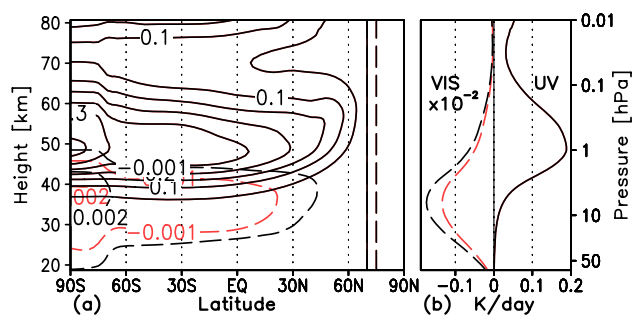 80
70
60
50
40
30
20
Height [km]
0.1
0.1
.3
−0.001
0.1
002
0.002
−0.001
90S 60S 30S EQ 30N 60N 90N
(a) Latitude
VIS
×10⁻²
UV
−0.1 0 0.1 0.2
(b) K/day
0.01
0.1
1
10
50
Pressure [hPa]